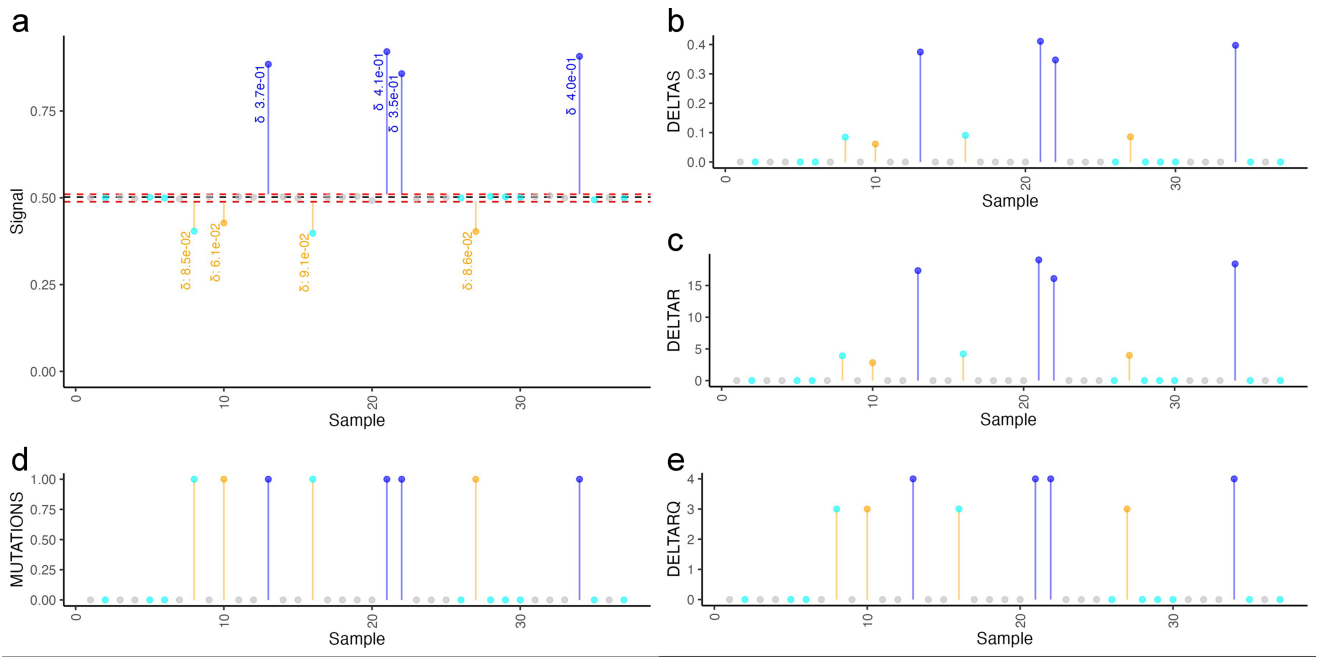 a
Signal
0.75
0.50
0.25
0.00
δ 3.7e-01
δ 4.1e-01
δ 3.5e-01
δ 4.0e-01
δ: 8.5e-02
δ: 6.1e-02
δ: 9.1e-02
δ: 8.6e-02
0 10 20 30
Sample
b
DELTAS
0.4
0.3
0.2
0.1
0.0
0 10 20 30
Sample
c
DELTAR
15
10
5
0
0 10 20 30
Sample
d
MUTATIONS
1.00
0.75
0.50
0.25
0.00
0 10 20 30
Sample
e
DELTARQ
4
3
2
1
0
0 10 20 30
Sample